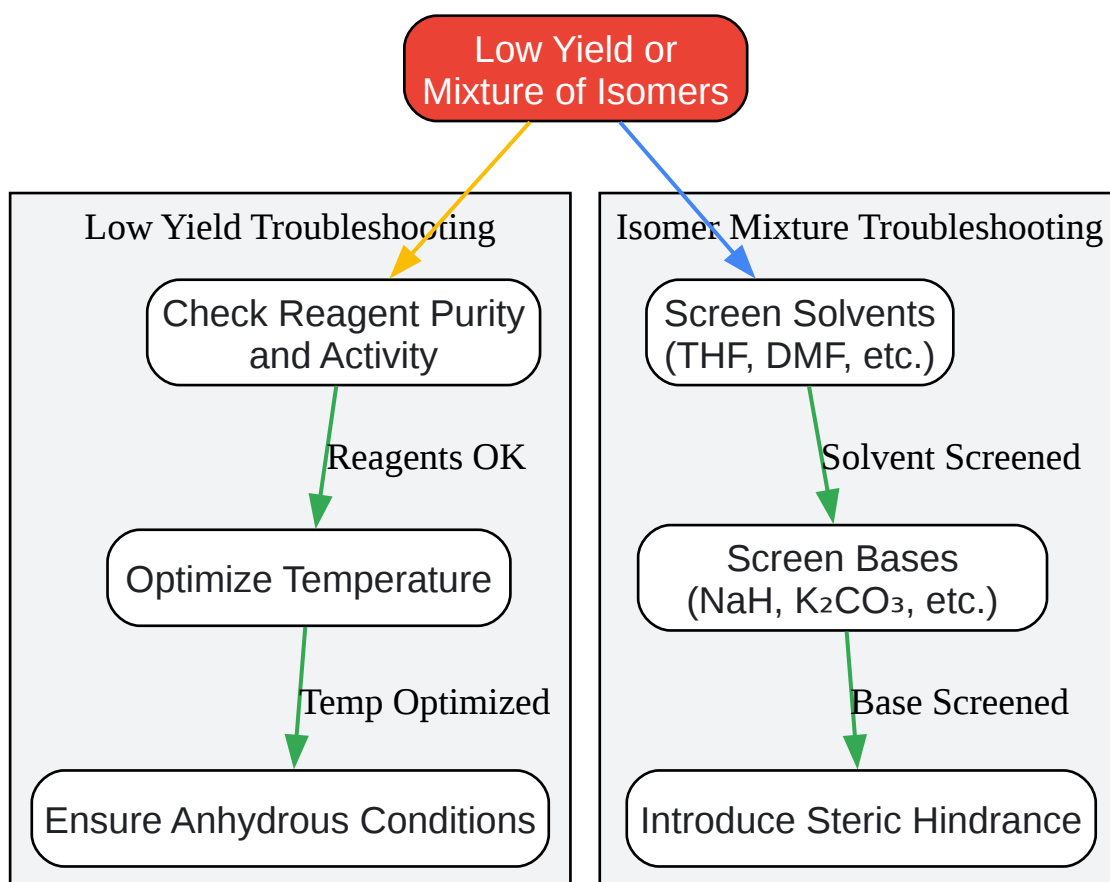 Low Yield or
Mixture of Isomers
Low Yield Troubleshooting
Check Reagent Purity
and Activity
Reagents OK
Optimize Temperature
Temp Optimized
Ensure Anhydrous Conditions
Isomer Mixture Troubleshooting
Screen Solvents
(THF, DMF, etc.)
Solvent Screened
Screen Bases
(NaH, K₂CO₃, etc.)
Base Screened
Introduce Steric Hindrance